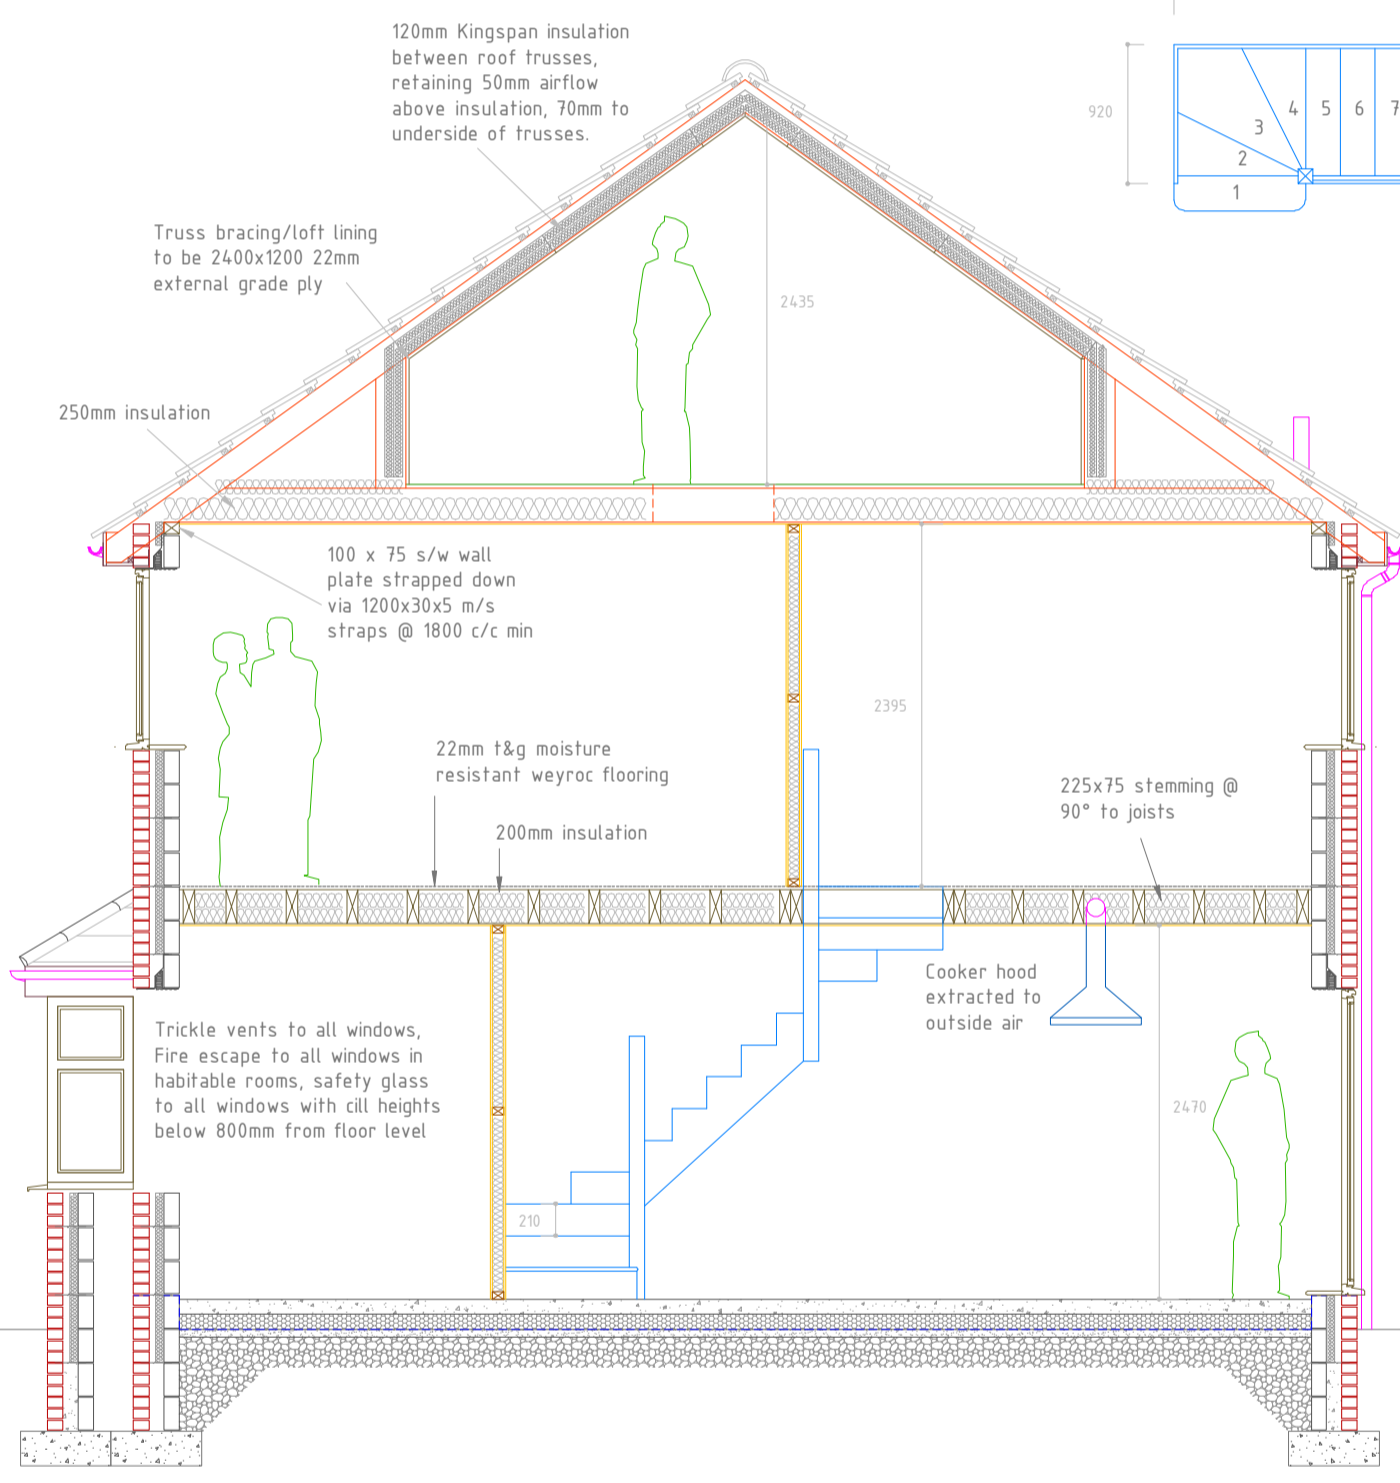 120mm Kingspan insulation
between roof trusses,
retaining 50mm airflow
above insulation, 70mm to
underside of trusses.
920
1
2
3
4
5
6
7
Truss bracing/loft lining
to be 2400x1200 22mm
external grade ply
2435
250mm insulation
100 x 75 s/w wall
plate strapped down
via 1200x30x5 m/s
straps @ 1800 c/c min
2395
22mm t&g moisture
resistant weyroc flooring
200mm insulation
225x75 stemming @
90° to joists
Cooker hood
extracted to
outside air
Trickle vents to all windows,
Fire escape to all windows in
habitable rooms, safety glass
to all windows with cill heights
below 800mm from floor level
2470
210